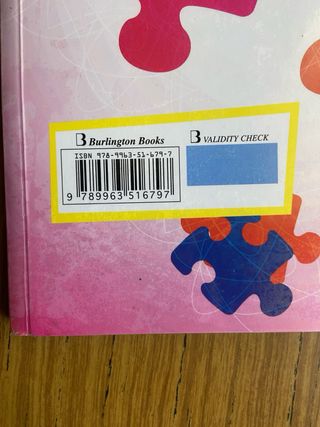 Burlington Books
VALIDITY CHECK
ISBN 978-9963-51-679-7
9 789963 516797